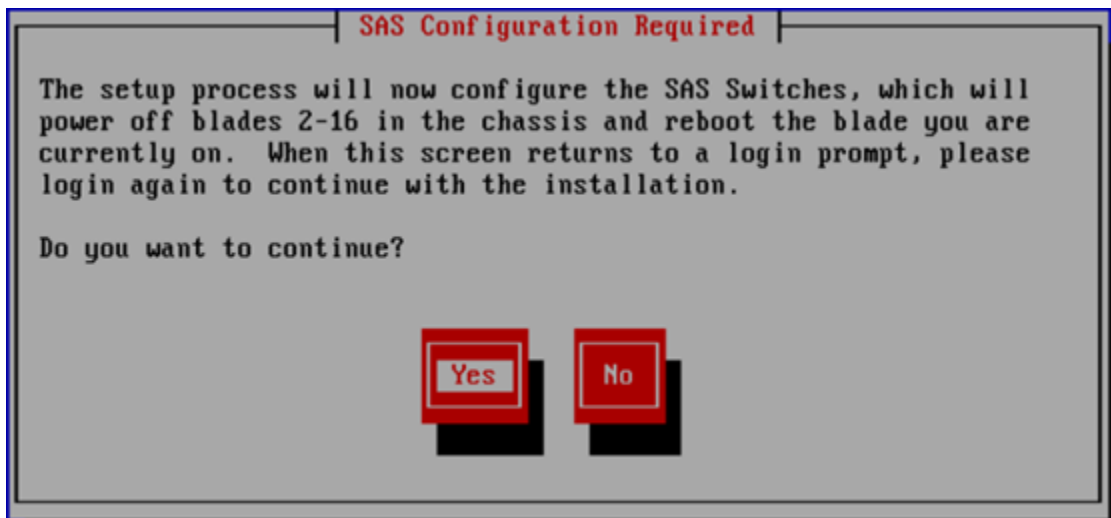 SAS Configuration Required
The setup process will now configure the SAS Switches, which will
power off blades 2-16 in the chassis and reboot the blade you are
currently on.  When this screen returns to a login prompt, please
login again to continue with the installation.
Do you want to continue?
Yes No